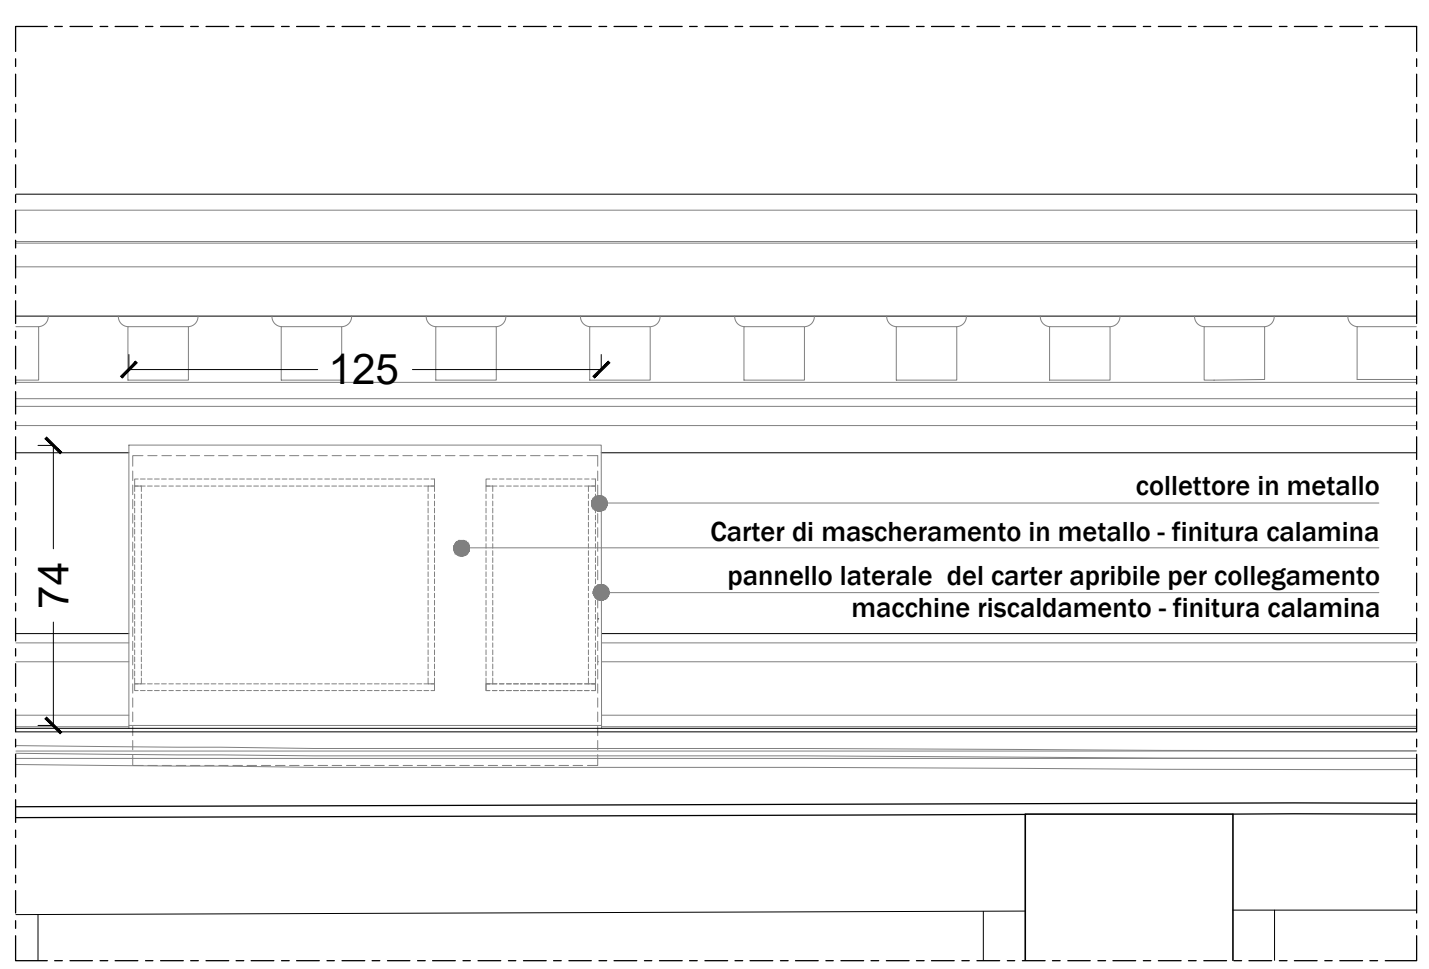 125
74
collettore in metallo
Carter di mascheramento in metallo - finitura calamina
pannello laterale  del carter apribile per collegamento
macchine riscaldamento - finitura calamina